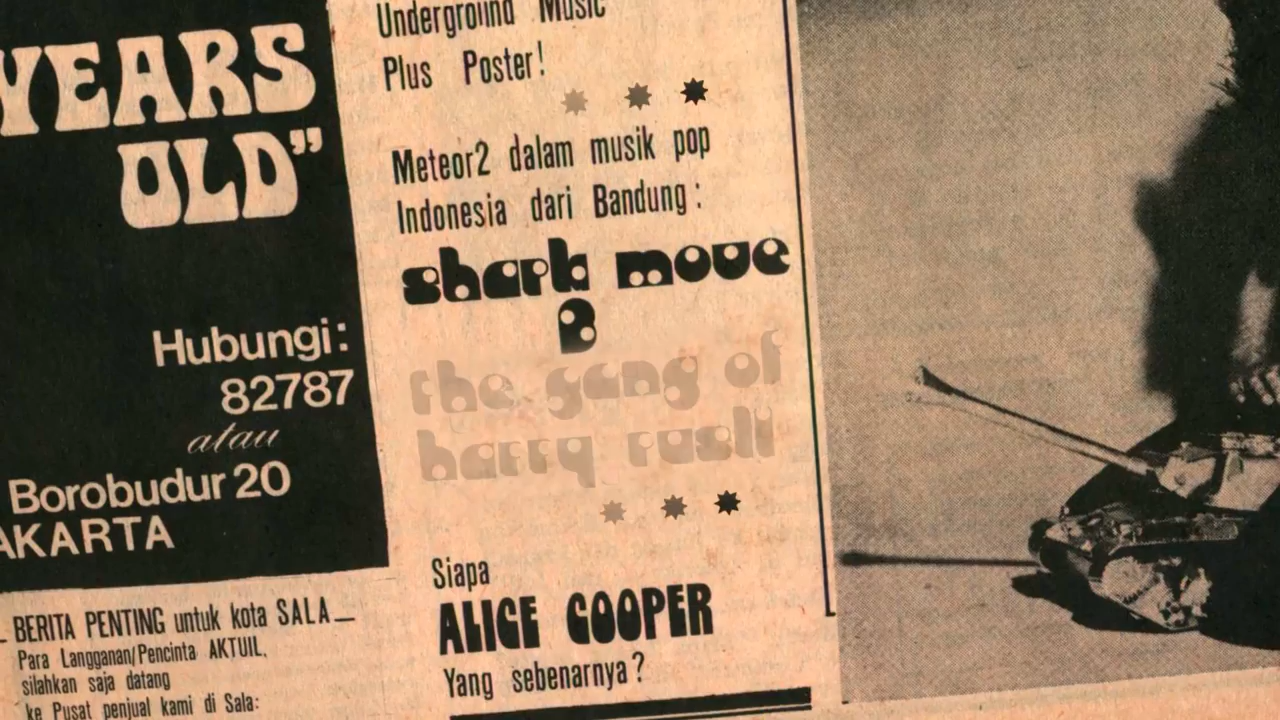 YEARS
OLD”
Hubungi:
82787
atau
Borobudur 20
AKARTA
BERITA PENTING untuk kota SALA
Para Langganan/Pencinta AKTUIL,
silahkan saja datang
ke Pusat penjual kami di Sala:
Underground Music
Plus Poster!
Meteor2 dalam musik pop
Indonesia dari Bandung:
shark move
&
the gang of
harry rusli
Siapa
ALICE COOPER
Yang sebenarnya?